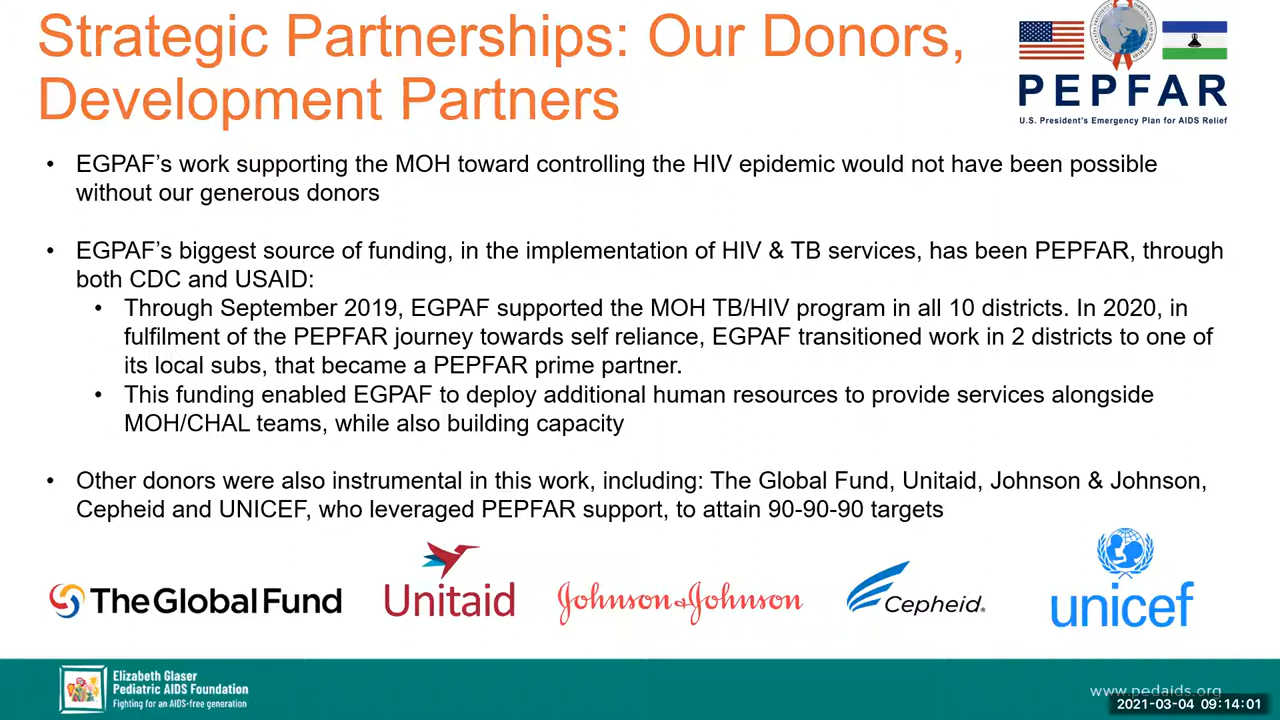 Strategic Partnerships: Our Donors,
Development Partners
PEPFAR
U.S. President's Emergency Plan for AIDS Relief
• EGPAF's work supporting the MOH toward controlling the HIV epidemic would not have been possible
without our generous donors
• EGPAF's biggest source of funding, in the implementation of HIV & TB services, has been PEPFAR, through
both CDC and USAID:
• Through September 2019, EGPAF supported the MOH TB/HIV program in all 10 districts. In 2020, in
fulfilment of the PEPFAR journey towards self reliance, EGPAF transitioned work in 2 districts to one of
its local subs, that became a PEPFAR prime partner.
• This funding enabled EGPAF to deploy additional human resources to provide services alongside
MOH/CHAL teams, while also building capacity
• Other donors were also instrumental in this work, including: The Global Fund, Unitaid, Johnson & Johnson,
Cepheid and UNICEF, who leveraged PEPFAR support, to attain 90-90-90 targets
The Global Fund
Unitaid
Johnson & Johnson
Cepheid.
unicef
Elizabeth Glaser
Pediatric AIDS Foundation
Fighting for an AIDS-free generation
www.pedaids.org
2021-03-04 09:14:01